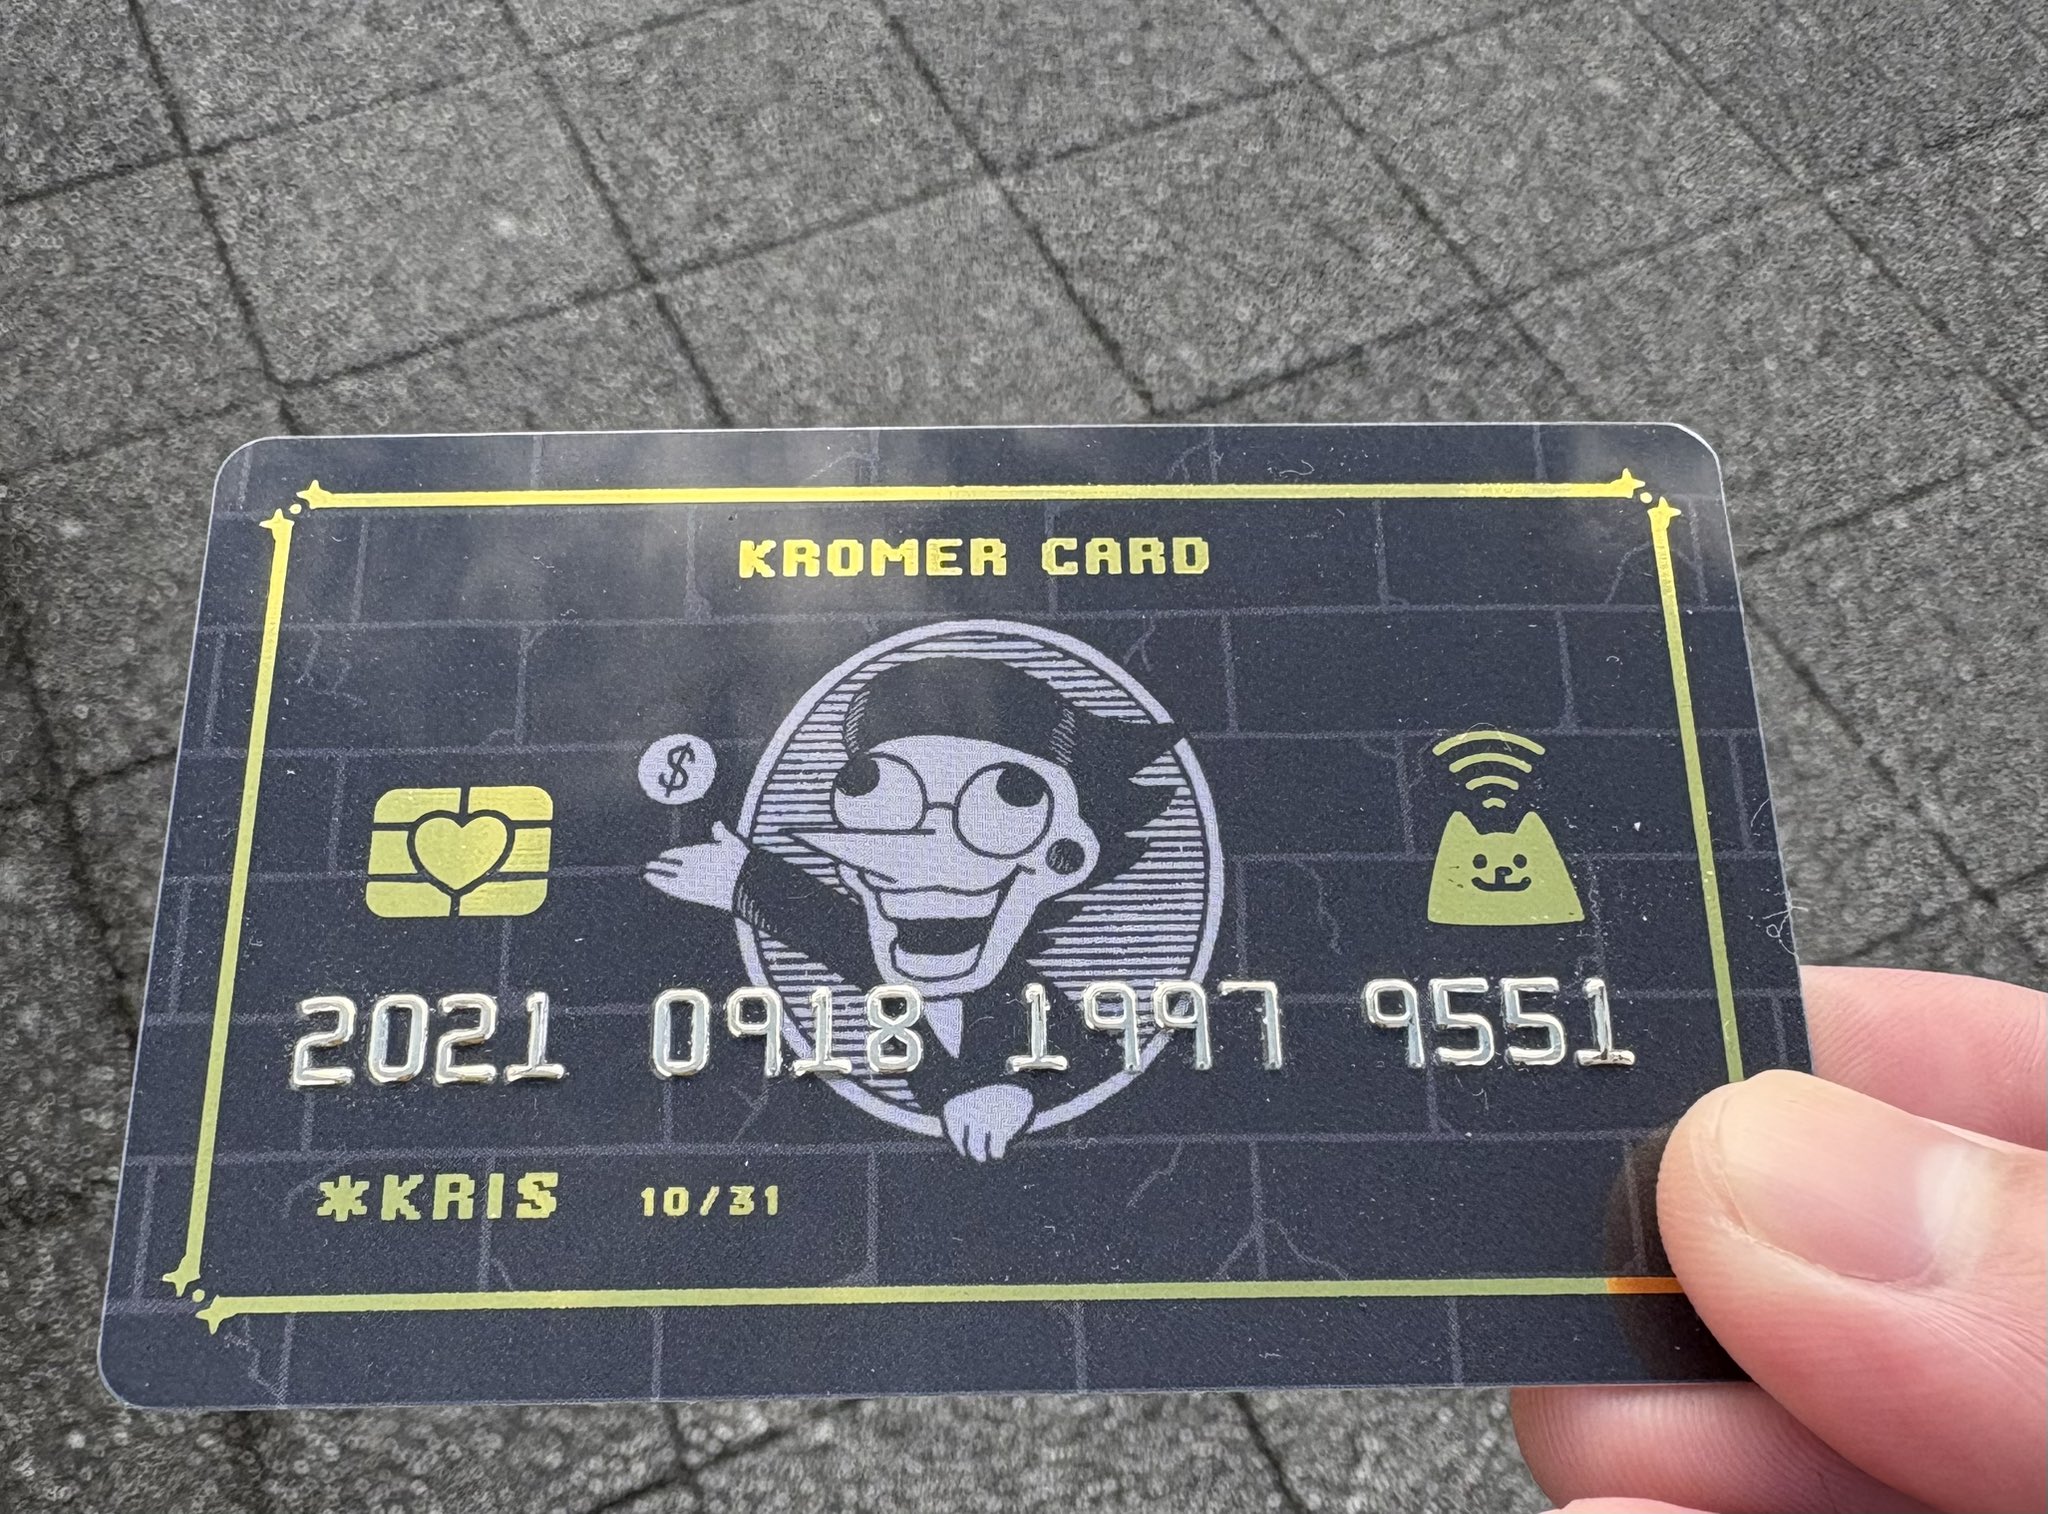 KROMER CARD
$
2021 0918 1997 9551
*KRIS 10/31